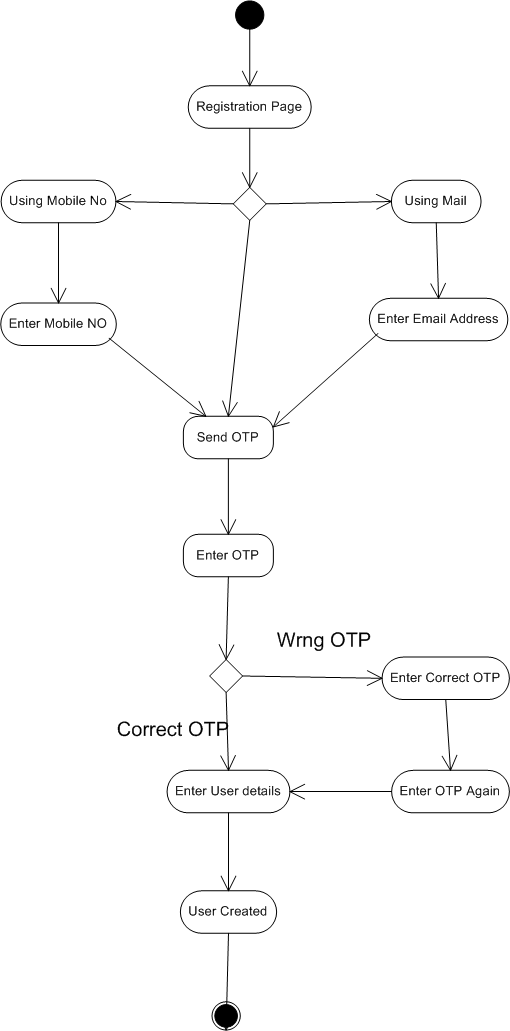 Registration Page
Using Mobile No
Using Mail
Enter Mobile NO
Enter Email Address
Send OTP
Enter OTP
Wrng OTP
Enter Correct OTP
Correct OTP
Enter User details
Enter OTP Again
User Created